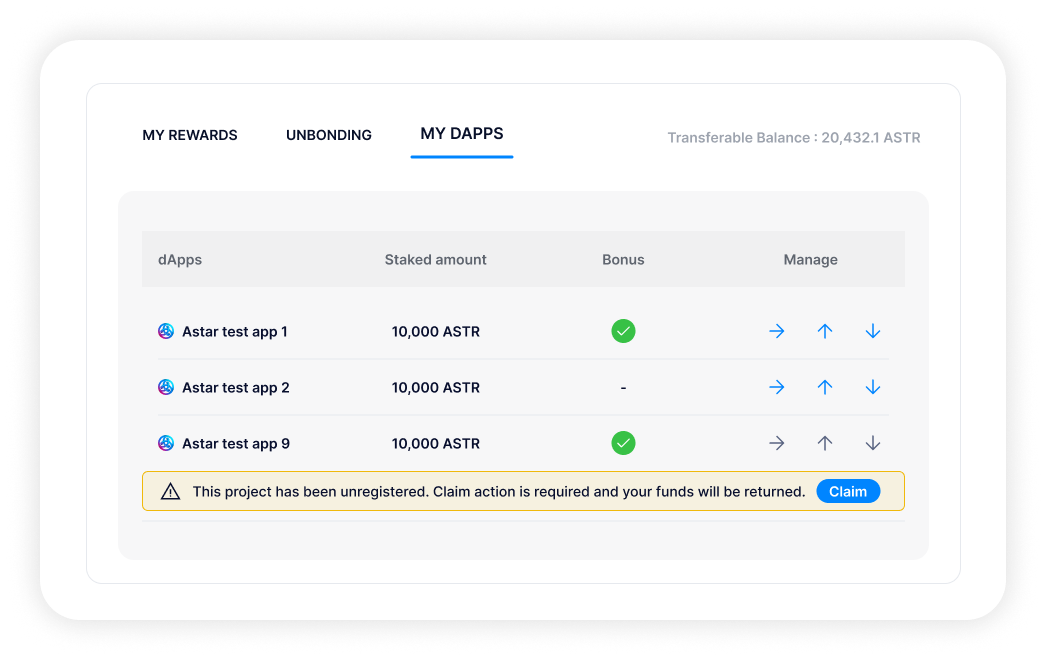 MY REWARDS UNBONDING MY DAPPS Transferable Balance : 20,432.1 ASTR
dApps Staked amount Bonus Manage
Astar test app 1 10,000 ASTR
Astar test app 2 10,000 ASTR -
Astar test app 9 10,000 ASTR
This project has been unregistered. Claim action is required and your funds will be returned. Claim